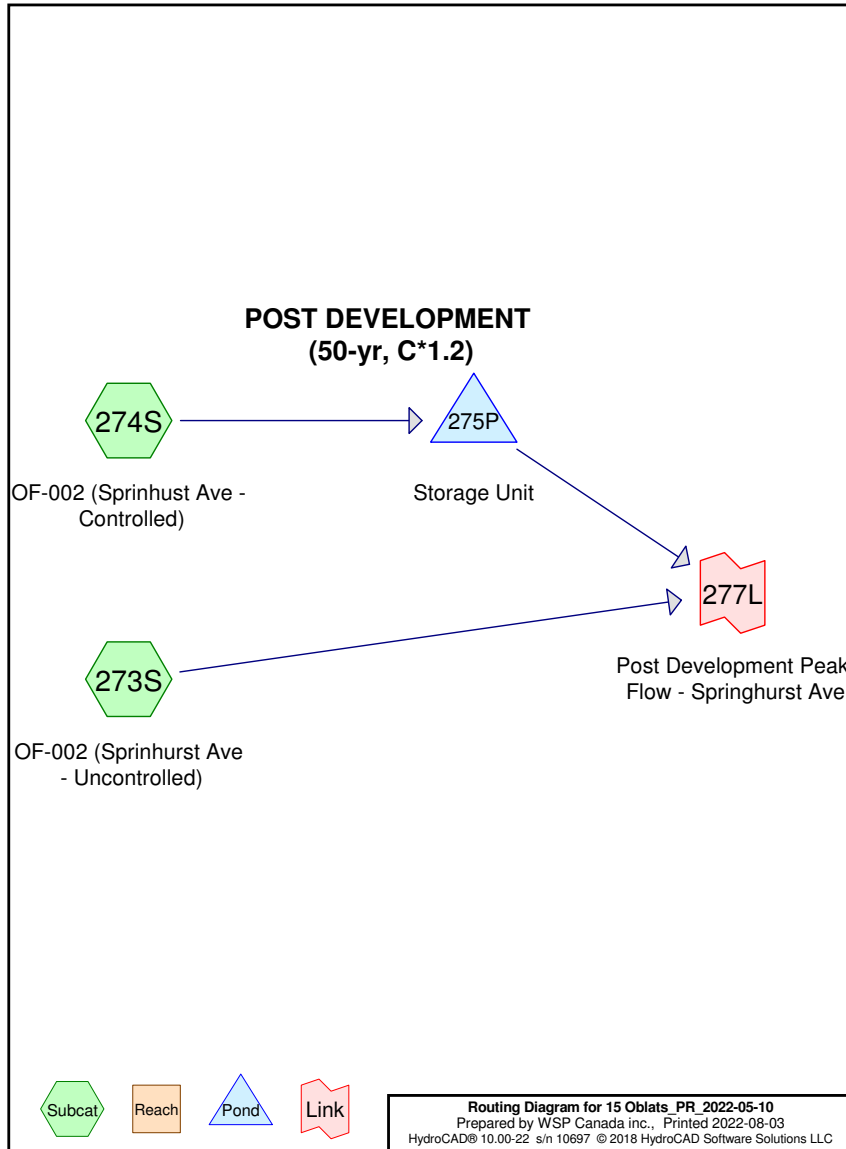 POST DEVELOPMENT
(50-yr, C*1.2)
274S
OF-002 (Sprinhust Ave -
Controlled)
275P
Storage Unit
277L
Post Development Peak
Flow - Springhurst Ave
273S
OF-002 (Sprinhurst Ave
- Uncontrolled)
Subcat
Reach
Pond
Link
Routing Diagram for 15 Oblats_PR_2022-05-10
Prepared by WSP Canada inc., Printed 2022-08-03
HydroCAD® 10.00-22 s/n 10697 © 2018 HydroCAD Software Solutions LLC